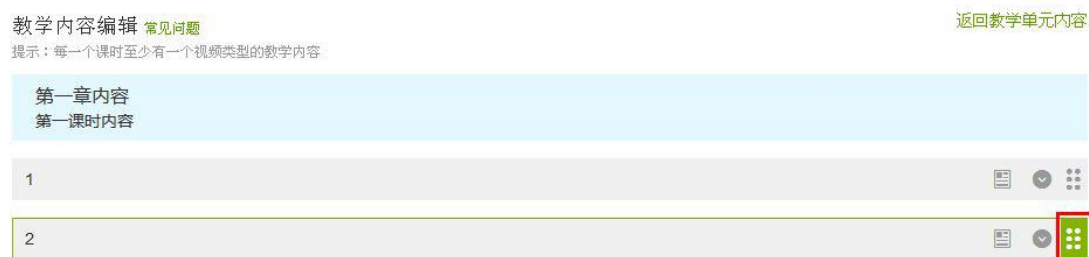 教学内容编辑 常见问题
返回教学单元内容
提示：每一个课时至少有一个视频类型的教学内容
第一章内容
第一课时内容
1
2